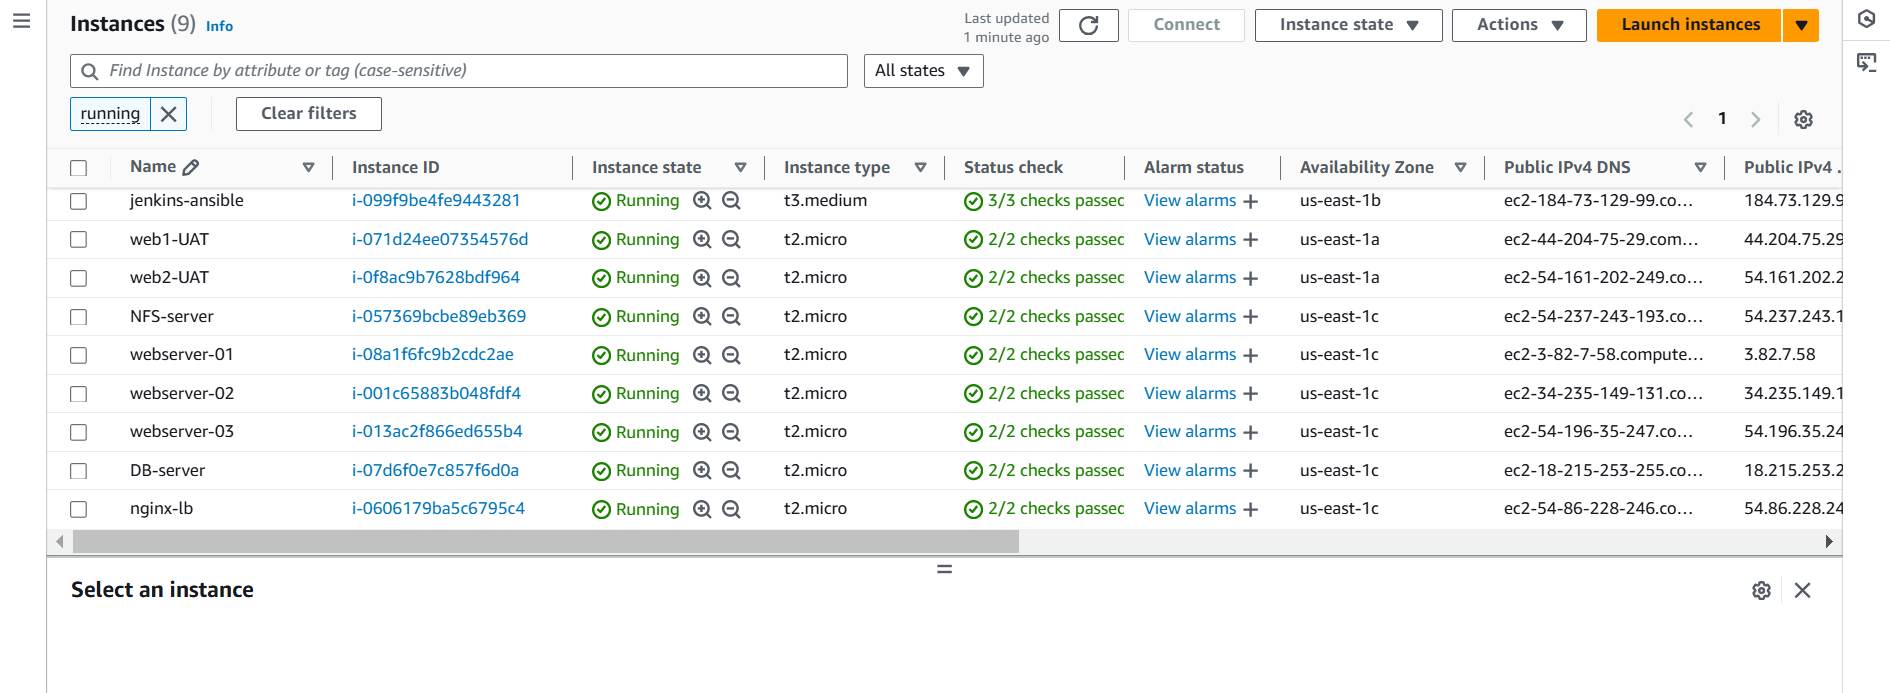 Instances (9) Info
Last updated
1 minute ago
Connect
Instance state
Actions
Launch instances
Find Instance by attribute or tag (case-sensitive)
All states
running
Clear filters
1
Name Instance ID Instance state Instance type Status check Alarm status Availability Zone Public IPv4 DNS Public IPv4 .
jenkins-ansible i-099f9be4fe9443281 Running t3.medium 3/3 checks passed View alarms us-east-1b ec2-184-73-129-99.co... 184.73.129.9
web1-UAT i-071d24ee07354576d Running t2.micro 2/2 checks passed View alarms us-east-1a ec2-44-204-75-29.com... 44.204.75.29
web2-UAT i-0f8ac9b7628bdf964 Running t2.micro 2/2 checks passed View alarms us-east-1a ec2-54-161-202-249.co... 54.161.202.2
NFS-server i-057369bcbe89eb369 Running t2.micro 2/2 checks passed View alarms us-east-1c ec2-54-237-243-193.co... 54.237.243.1
webserver-01 i-08a1f6fc9b2cdc2ae Running t2.micro 2/2 checks passed View alarms us-east-1c ec2-3-82-7-58.compute... 3.82.7.58
webserver-02 i-001c65883b048fdf4 Running t2.micro 2/2 checks passed View alarms us-east-1c ec2-34-235-149-131.co... 34.235.149.1
webserver-03 i-013ac2f866ed655b4 Running t2.micro 2/2 checks passed View alarms us-east-1c ec2-54-196-35-247.co... 54.196.35.24
DB-server i-07d6f0e7c857f6d0a Running t2.micro 2/2 checks passed View alarms us-east-1c ec2-18-215-253-255.co... 18.215.253.2
nginx-lb i-0606179ba5c6795c4 Running t2.micro 2/2 checks passed View alarms us-east-1c ec2-54-86-228-246.co... 54.86.228.24
Select an instance